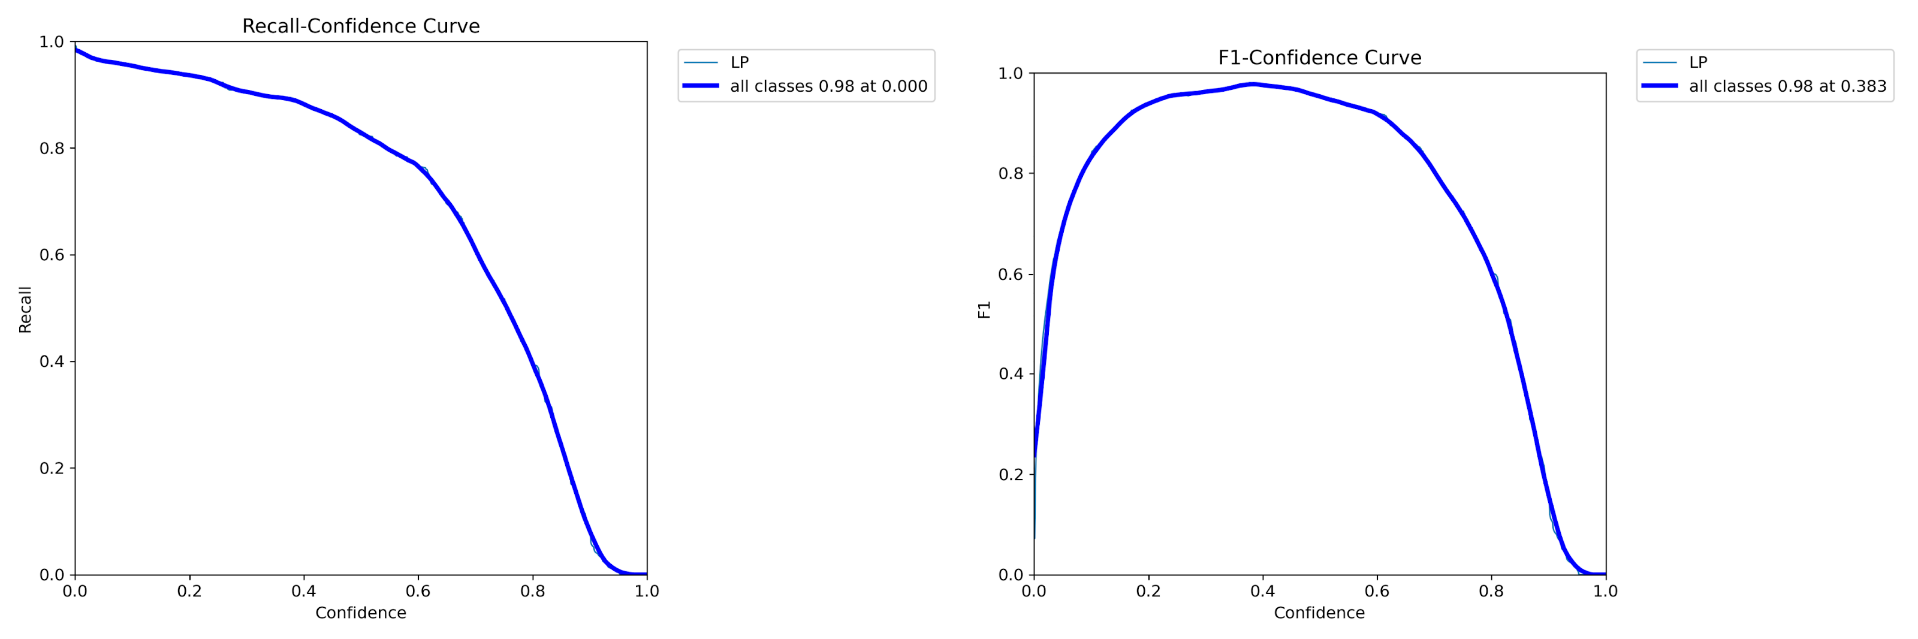 Recall-Confidence Curve
1.0
0.8
0.6
0.4
0.2
0.0
Recall
0.0 0.2 0.4 0.6 0.8 1.0
Confidence
LP
all classes 0.98 at 0.000
F1-Confidence Curve
1.0
0.8
0.6
0.4
0.2
0.0
F1
0.0 0.2 0.4 0.6 0.8 1.0
Confidence
LP
all classes 0.98 at 0.383